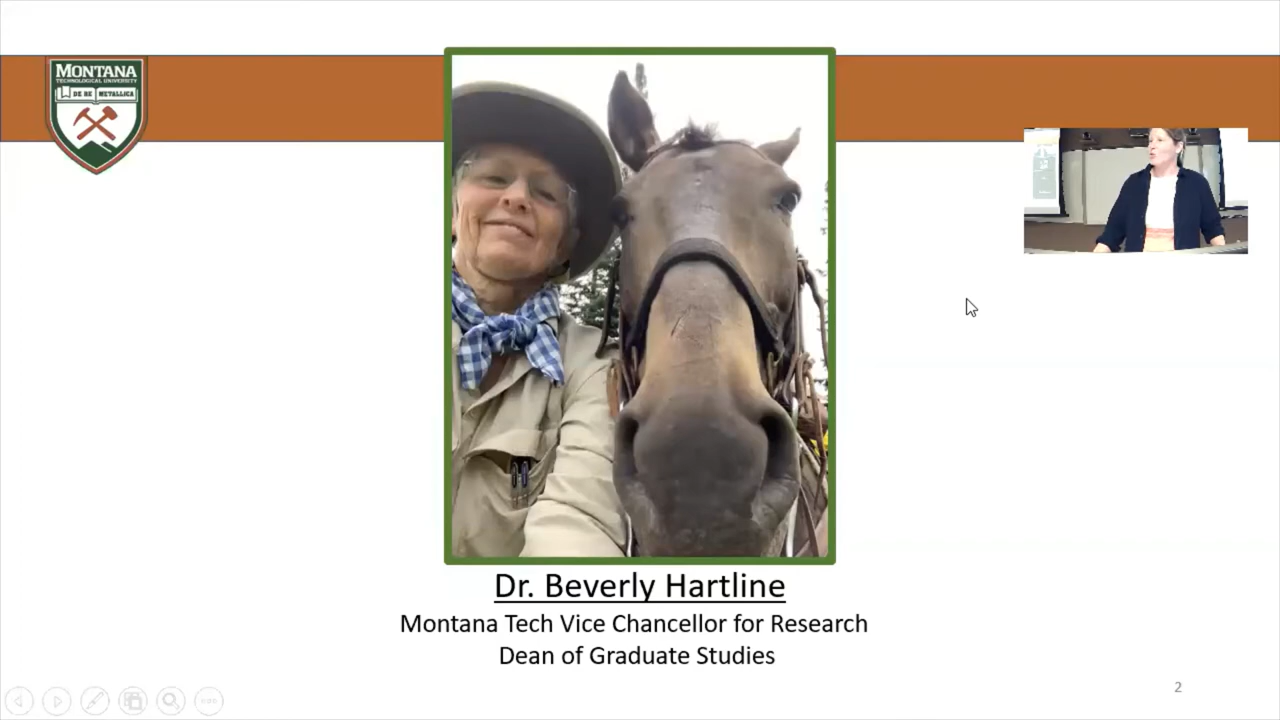 MONTANA
TECHNOLOGICAL UNIVERSITY
DE RE METALLICA
Dr. Beverly Hartline
Montana Tech Vice Chancellor for Research
Dean of Graduate Studies
2